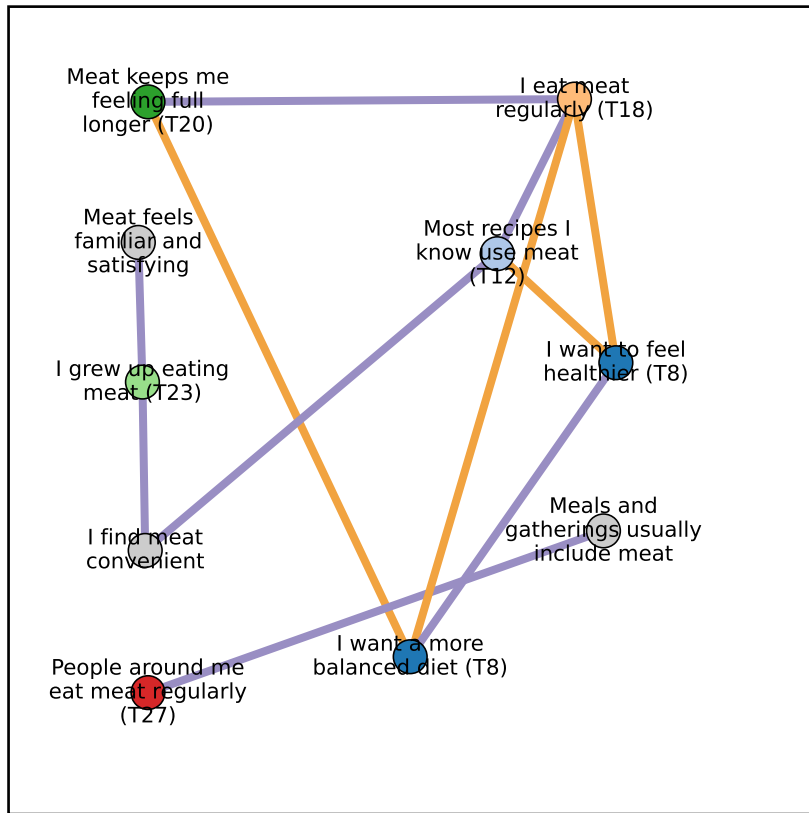 Meat keeps me
feeling full
longer (T20)
I eat meat
regularly (T18)
Meat feels
familiar and
satisfying
Most recipes I
know use meat
(T12)
I grew up eating
meat (T23)
I want to feel
healthier (T8)
I find meat
convenient
Meals and
gatherings usually
include meat
I want a more
balanced diet (T8)
People around me
eat meat regularly
(T27)